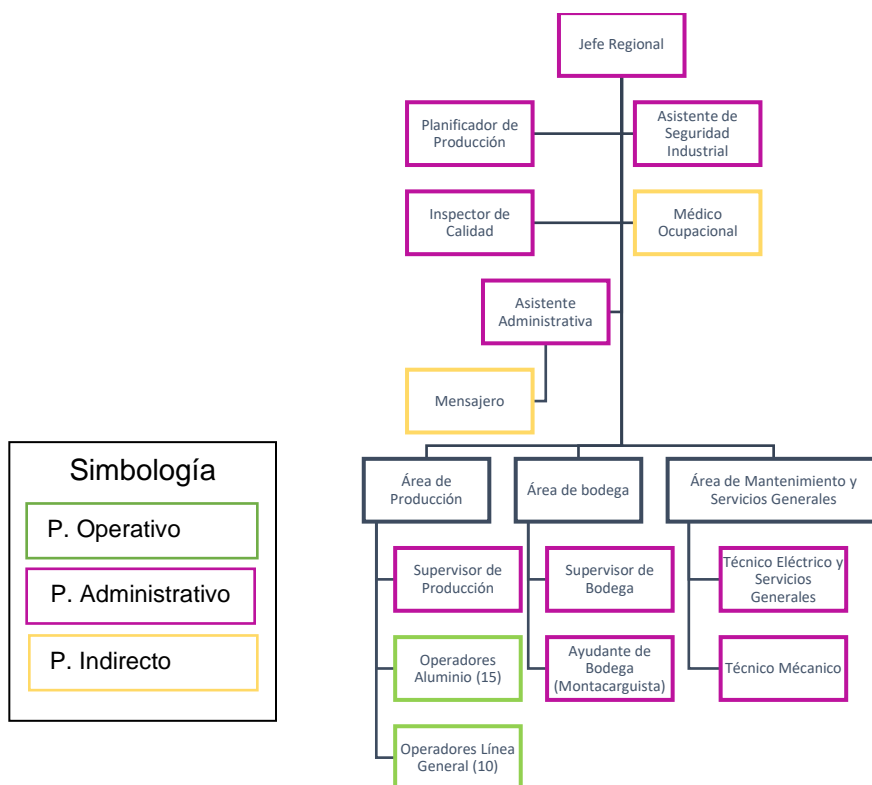 Jefe Regional
Planificador de
Producción
Asistente de
Seguridad
Industrial
Inspector de
Calidad
Médico
Ocupacional
Asistente
Administrativa
Mensajero
Simbología
P. Operativo
P. Administrativo
P. Indirecto
Área de
Producción
Área de bodega
Área de Mantenimiento y
Servicios Generales
Supervisor de
Producción
Supervisor de
Bodega
Técnico Eléctrico y
Servicios
Generales
Operadores
Aluminio (15)
Ayudante de
Bodega
(Montacarguista)
Técnico Mécanico
Operadores Línea
General (10)